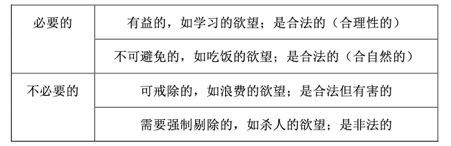 必要的
有益的，如学习的欲望；是合法的（合理性的）
不可避免的，如吃饭的欲望；是合法的（合自然的）
不必要的
可戒除的，如浪费的欲望；是合法但有害的
需要强制剔除的，如杀人的欲望；是非法的